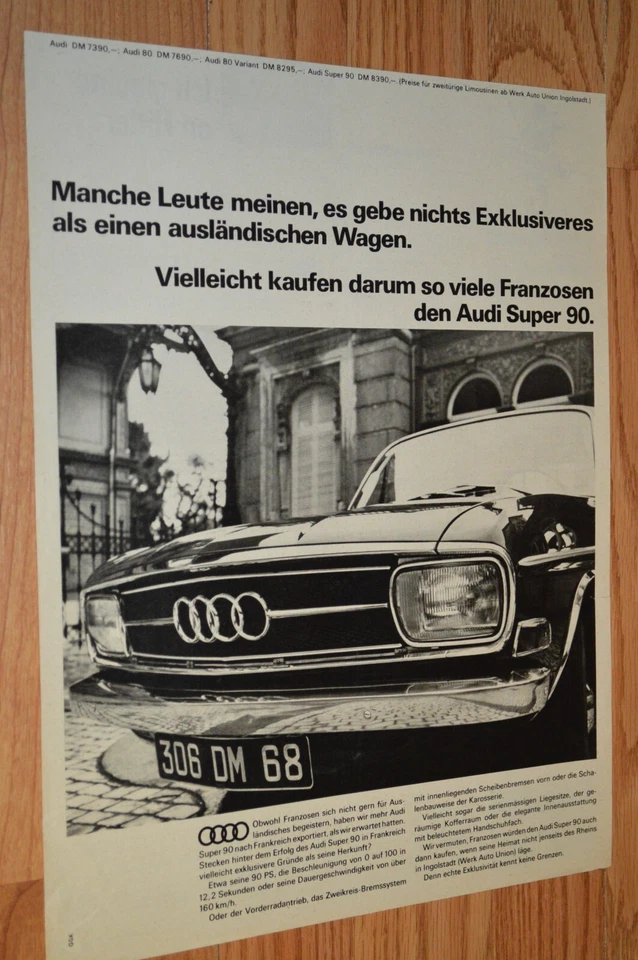 Audi DM 7390,–; Audi 80 DM 7690,–; Audi 80 Variant DM 8295,–; Audi Super 90 DM 8390,–. (Preise für zweitürige Limousinen ab Werk Auto Union Ingolstadt.)
Manche Leute meinen, es gebe nichts Exklusiveres
als einen ausländischen Wagen.
Vielleicht kaufen darum so viele Franzosen
den Audi Super 90.
306 DM 68
Obwohl Franzosen sich nicht gern für Aus-
ländisches begeistern, haben wir mehr Audi
Super 90 nach Frankreich exportiert, als wir erwartet hatten.
Stecken hinter dem Erfolg des Audi Super 90 in Frankreich
vielleicht exklusivere Gründe als seine Herkunft?
Etwa seine 90 PS, die Beschleunigung von 0 auf 100 in
12,2 Sekunden oder seine Dauergeschwindigkeit von über
160 km/h.
Oder der Vorderradantrieb, das Zweikreis-Bremssystem
mit innenliegenden Scheibenbremsen vorn oder die Scha-
lenbauweise der Karosserie.
Vielleicht sogar die serienmässigen Liegesitze, der ge-
räumige Kofferraum oder die elegante Innenausstattung
mit beleuchtetem Handschuhfach.
Wir vermuten, Franzosen würden den Audi Super 90 auch
dann kaufen, wenn seine Heimat nicht jenseits des Rheins
in Ingolstadt (Werk Auto Union) läge.
Denn echte Exklusivität kennt keine Grenzen.